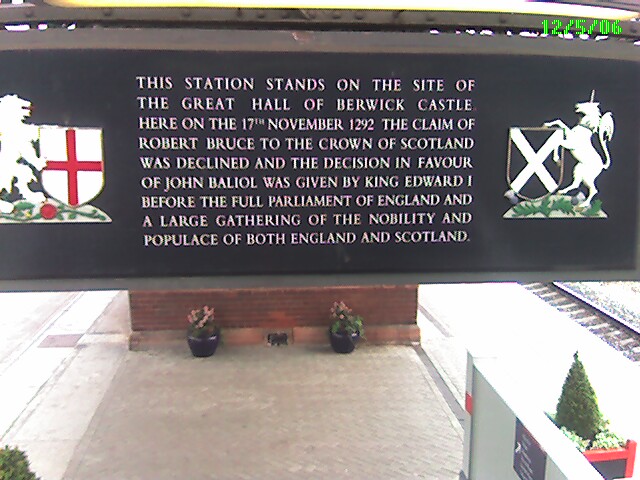 12/5/06
THIS STATION STANDS ON THE SITE OF
THE GREAT HALL OF BERWICK CASTLE.
HERE ON THE 17TH NOVEMBER 1292 THE CLAIM OF
ROBERT BRUCE TO THE CROWN OF SCOTLAND
WAS DECLINED AND THE DECISION IN FAVOUR
OF JOHN BALIOL WAS GIVEN BY KING EDWARD I
BEFORE THE FULL PARLIAMENT OF ENGLAND AND
A LARGE GATHERING OF THE NOBILITY AND
POPULACE OF BOTH ENGLAND AND SCOTLAND.